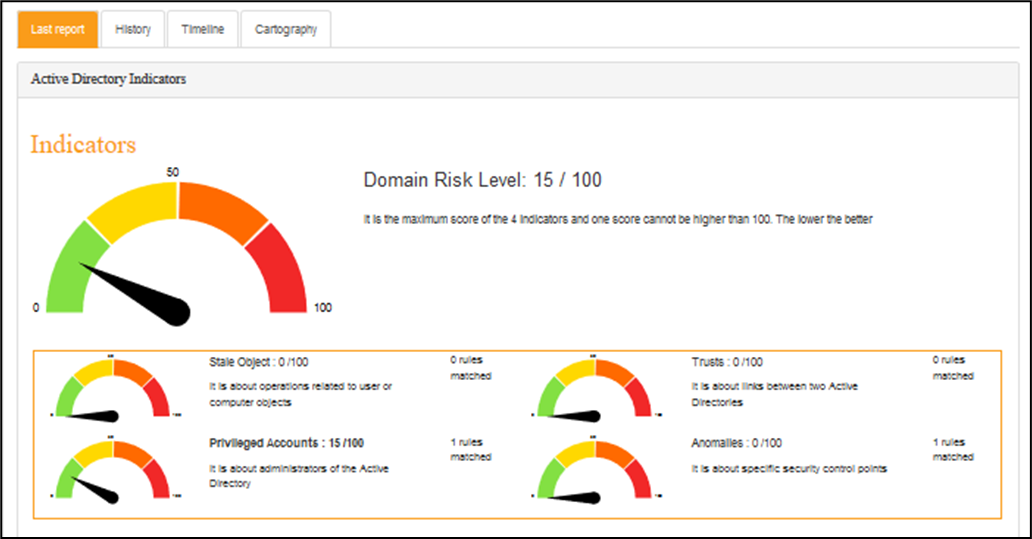 Last report
History
Timeline
Cartography
Active Directory Indicators
Indicators
50
0
100
Domain Risk Level: 15 / 100
It is the maximum score of the 4 indicators and one score cannot be higher than 100. The lower the better
Stale Object : 0 /100
It is about operations related to user or
computer objects
0 rules
matched
Trusts : 0 /100
It is about links between two Active
Directories
0 rules
matched
Privileged Accounts : 15 /100
It is about administrators of the Active
Directory
1 rules
matched
Anomalies : 0 /100
It is about specific security control points
1 rules
matched